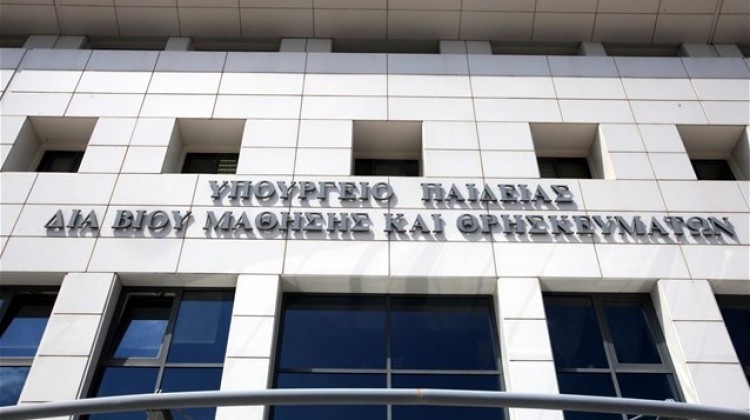 ΥΠΟΥΡΓΕΙΟ ΠΑΙΔΕΙΑΣ
ΔΙΑ ΒΙΟΥ ΜΑΘΗΣΗΣ ΚΑΙ ΘΡΗΣΚΕΥΜΑΤΩΝ